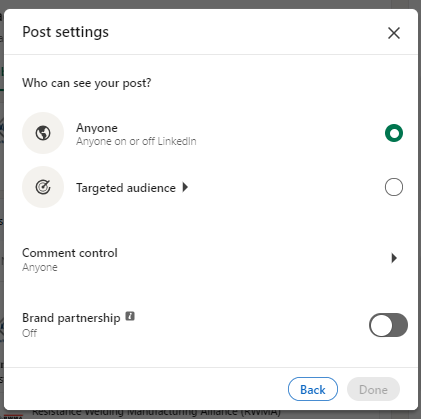 Post settings
Who can see your post?
Anyone
Anyone on or off LinkedIn
Targeted audience
Comment control
Anyone
Brand partnership
Off
Back
Done
Resistance Welding Manufacturing Alliance (RWMA)